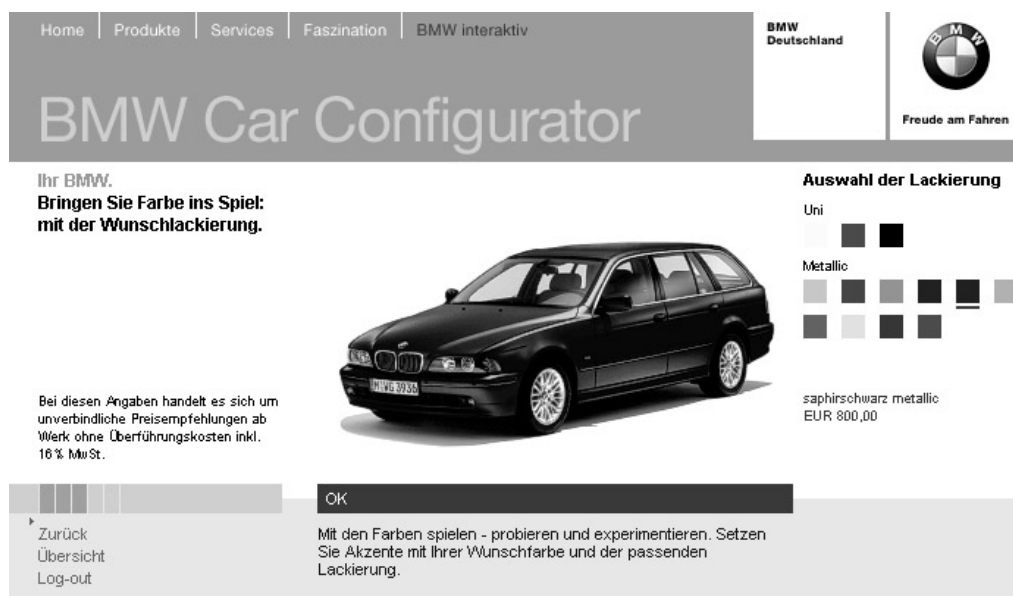 Home
Produkte
Services
Faszination
BMW interaktiv
BMW
Deutschland
BMW
Freude am Fahren
BMW Car Configurator
Ihr BMW.
Bringen Sie Farbe ins Spiel:
mit der Wunschlackierung.
Auswahl der Lackierung
Uni
Metallic
M:VG 3936
Bei diesen Angaben handelt es sich um
unverbindliche Preisempfehlungen ab
Werk ohne Überführungskosten inkl.
16% MwSt.
saphirschwarz metallic
EUR 800,00
OK
Zurück
Übersicht
Log-out
Mit den Farben spielen - probieren und experimentieren. Setzen
Sie Akzente mit Ihrer Wunschfarbe und der passenden
Lackierung.